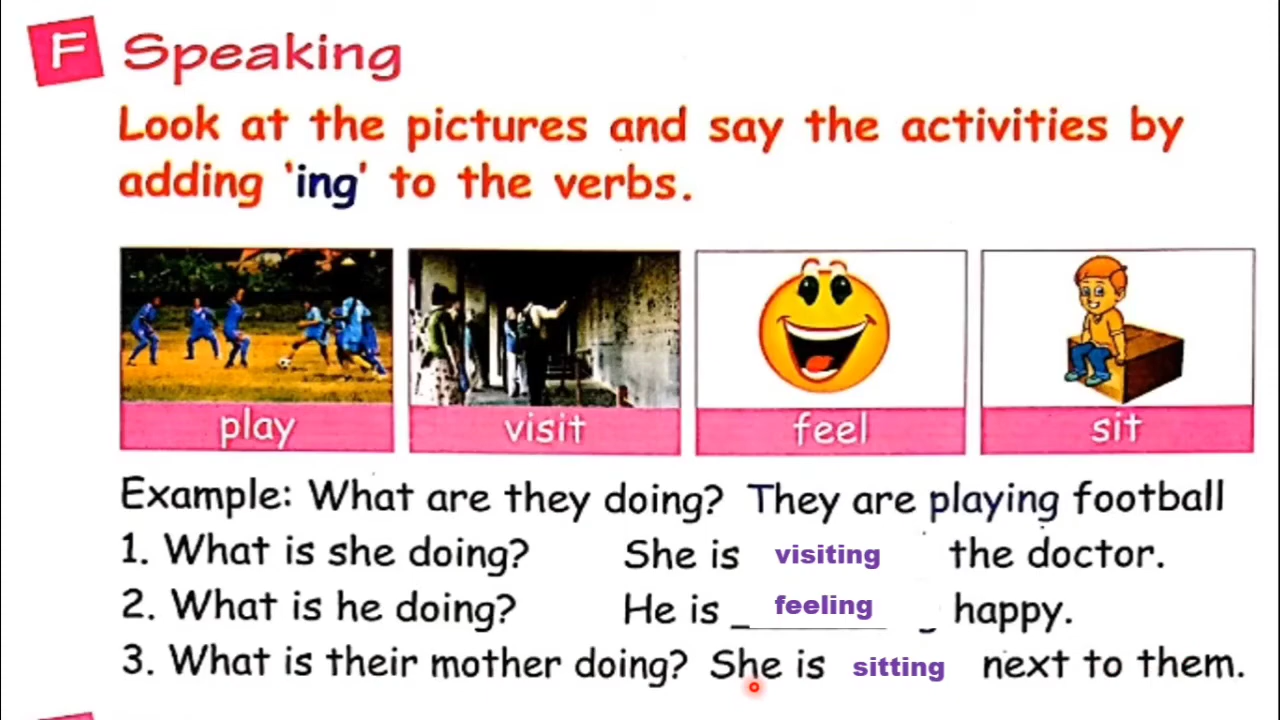 F Speaking
Look at the pictures and say the activities by
adding 'ing' to the verbs.
play visit feel sit
Example: What are they doing? They are playing football
1. What is she doing? She is visiting the doctor.
2. What is he doing? He is _ feeling happy.
3. What is their mother doing? She is sitting next to them.